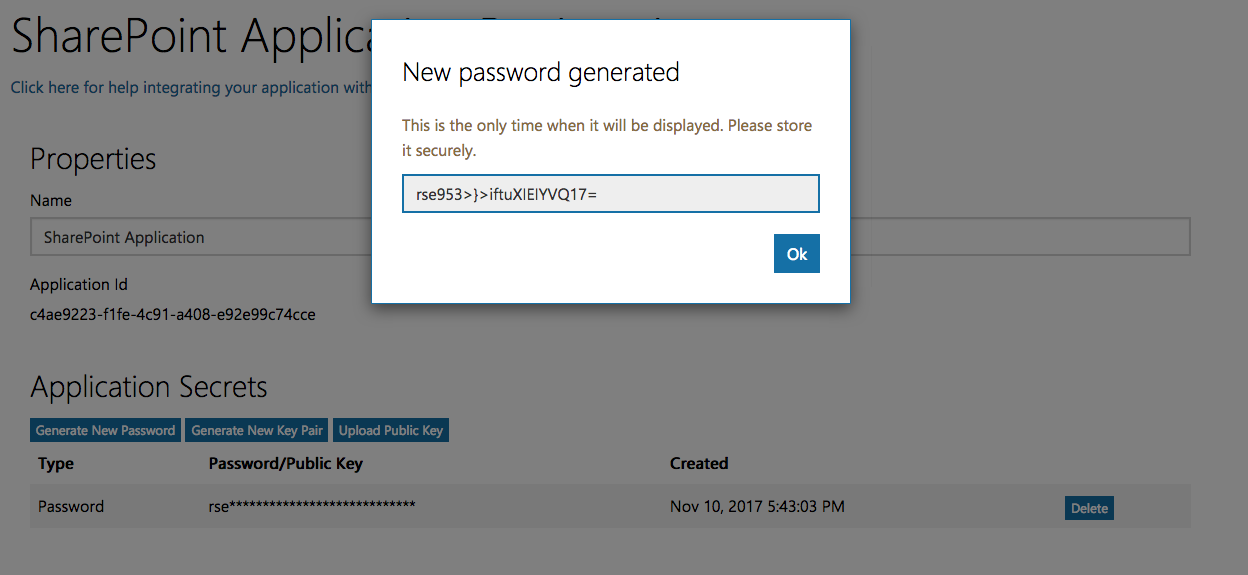 SharePoint Applica
Click here for help integrating your application with
New password generated
This is the only time when it will be displayed. Please store
it securely.
rse953>}>iftuXIEIYVQ17=
Ok
Properties
Name
SharePoint Application
Application Id
c4ae9223-f1fe-4c91-a408-e92e99c74cce
Application Secrets
Generate New Password Generate New Key Pair Upload Public Key
Type Password/Public Key Created
Password rse**************************** Nov 10, 2017 5:43:03 PM Delete